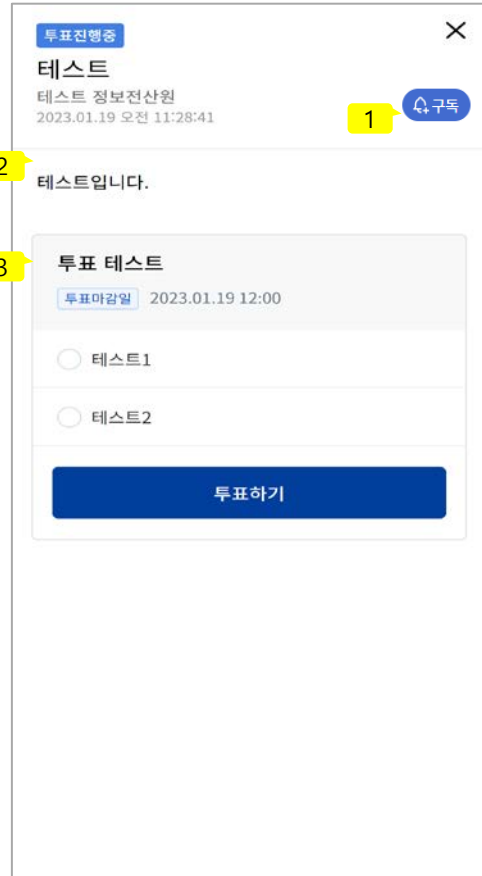 투표진행중
테스트
테스트 정보전산원
2023.01.19 오전 11:28:41
1
구독
2
테스트입니다.
3
투표 테스트
투표마감일 2023.01.19 12:00
테스트1
테스트2
투표하기